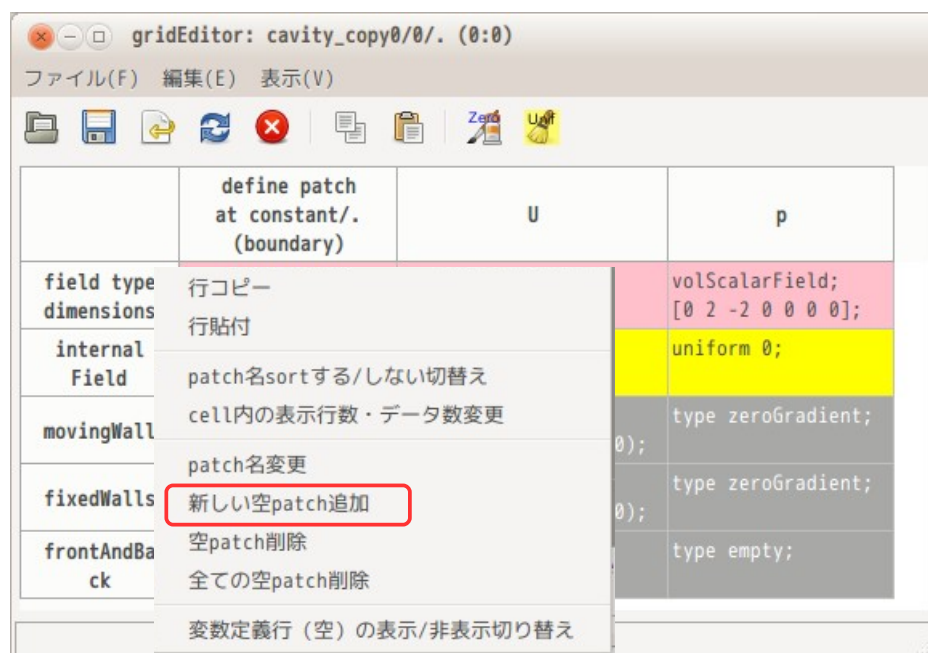 gridEditor: cavity_copy0/0/. (0:0)
ファイル(F) 編集(E) 表示(V)
Zero
Unif
define patch
at constant/.
(boundary)
U
p
field type
dimensions
volScalarField;
[0 2 -2 0 0 0 0];
internal
Field
uniform 0;
movingWall
0);
type zeroGradient;
fixedWalls
0);
type zeroGradient;
frontAndBa
ck
type empty;
行コピー
行貼付
patch名sortする/しない切替え
cell内の表示行数・データ数変更
patch名変更
新しい空patch追加
空patch削除
全ての空patch削除
変数定義行（空）の表示/非表示切り替え